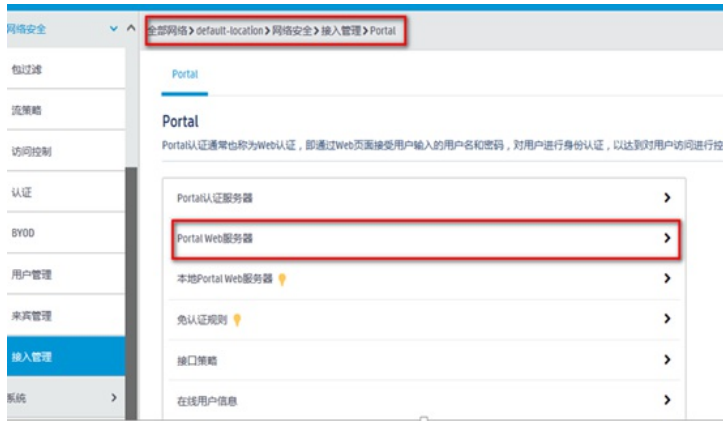 网络安全
包过滤
流策略
访问控制
认证
BYOD
用户管理
来宾管理
接入管理
系统
全部网络>default-location>网络安全>接入管理>Portal
Portal
Portal
Portal认证通常也称为Web认证，即通过Web页面接受用户输入的用户名和密码，对用户进行身份认证，以达到对用户访问进行控
Portal认证服务器
Portal Web服务器
本地Portal Web服务器
免认证规则
接口策略
在线用户信息